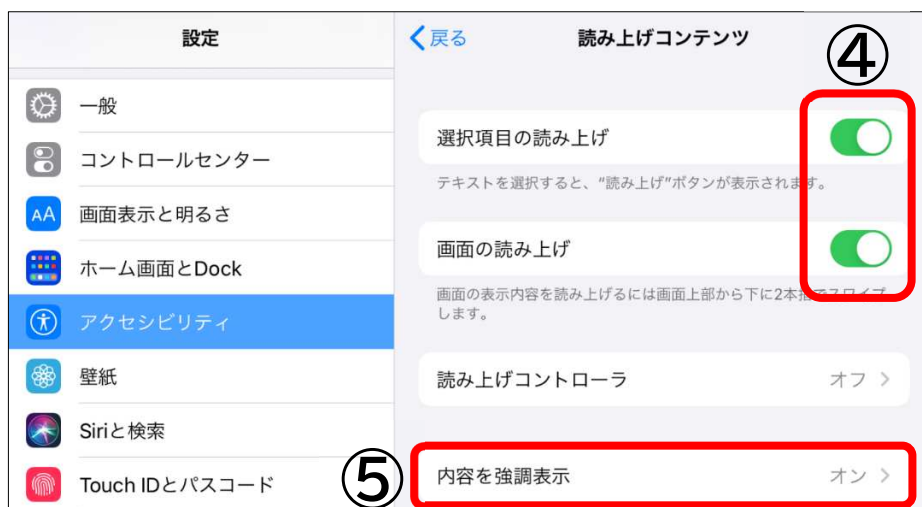 設定
一般
コントロールセンター
AA 画面表示と明るさ
ホーム画面とDock
アクセシビリティ
壁紙
Siriと検索
Touch IDとパスコード
戻る 読み上げコンテンツ
④
選択項目の読み上げ
テキストを選択すると、“読み上げ”ボタンが表示されます。
画面の読み上げ
画面の表示内容を読み上げるには画面上部から下に2本指でスワイプ
します。
読み上げコントローラ オフ
⑤
内容を強調表示 オン